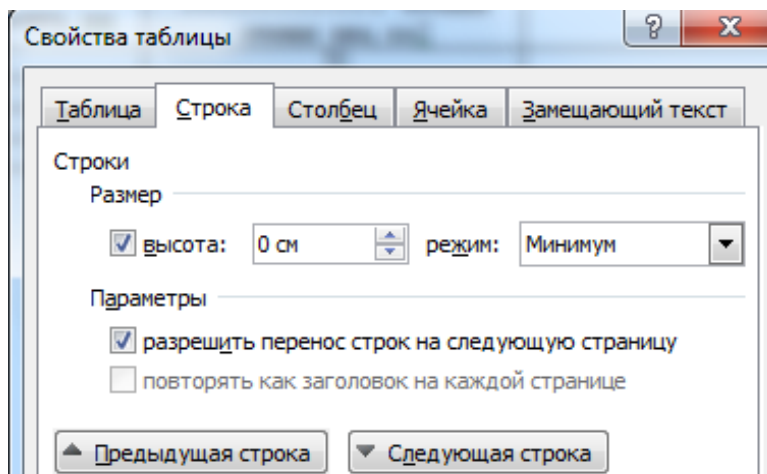 Свойства таблицы
Таблица Строка Столбец Ячейка Замещающий текст
Строки
Размер
высота: 0 см режим: Минимум
Параметры
разрешить перенос строк на следующую страницу
повторять как заголовок на каждой странице
Предыдущая строка Следующая строка